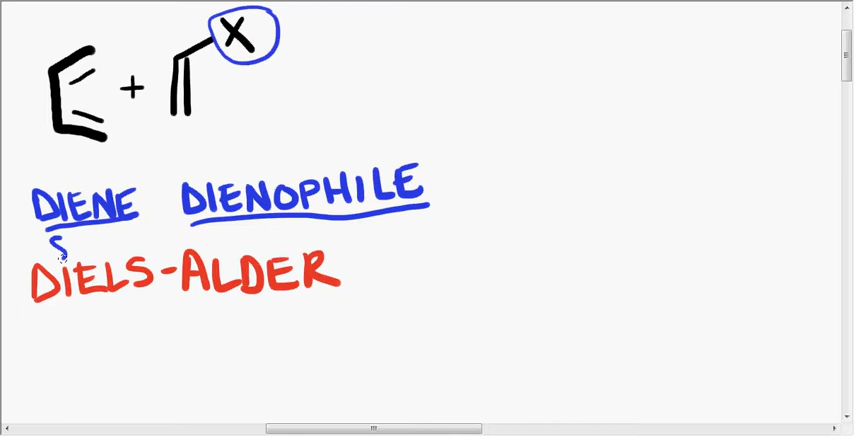 + X
DIENE DIENOPHILE
S
DIELS-ALDER